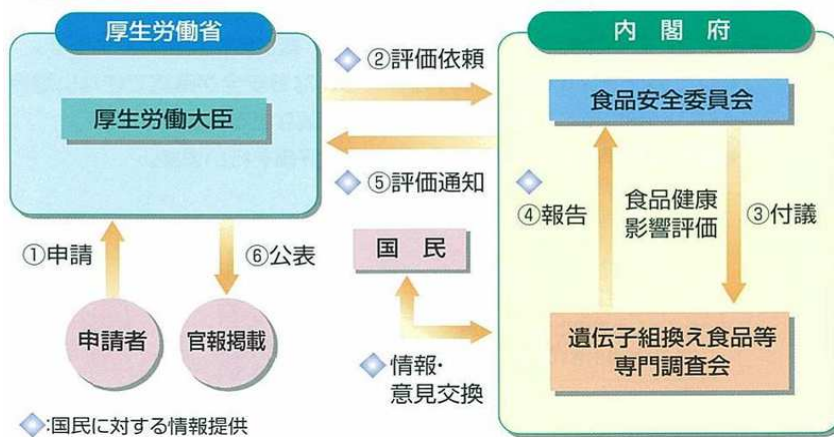 厚生労働省
厚生労働大臣
①申請
⑥公表
申請者
官報掲載
②評価依頼
⑤評価通知
国民
情報・
意見交換
内閣府
食品安全委員会
④報告
食品健康
影響評価
③付議
遺伝子組換え食品等
専門調査会
:国民に対する情報提供